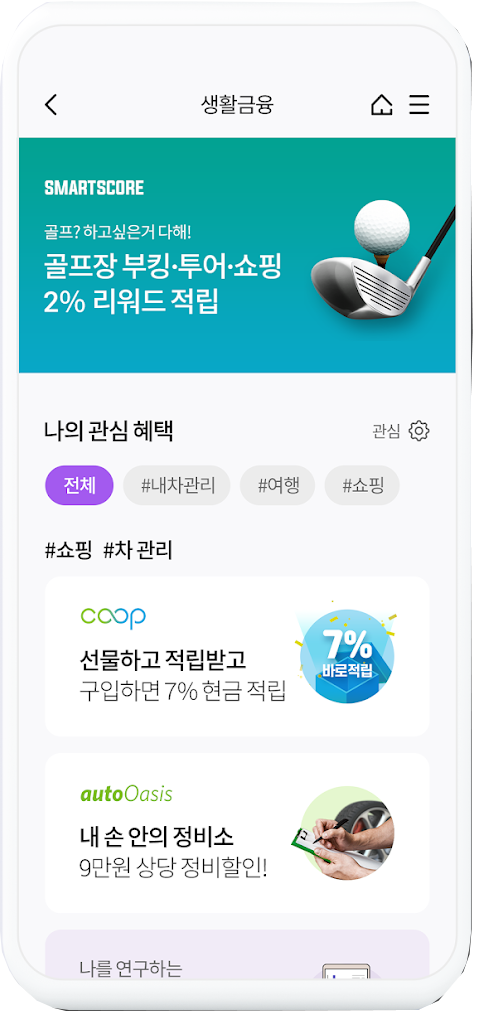 생활금융
SMARTSCORE
골프? 하고싶은거 다해!
골프장 부킹·투어·쇼핑
2% 리워드 적립
나의 관심 혜택
관심
전체
#내차관리
#여행
#쇼핑
#쇼핑 #차 관리
coop
선물하고 적립받고
구입하면 7% 현금 적립
7%
바로적립
autoOasis
내 손 안의 정비소
9만원 상당 정비할인!
나를 연구하는